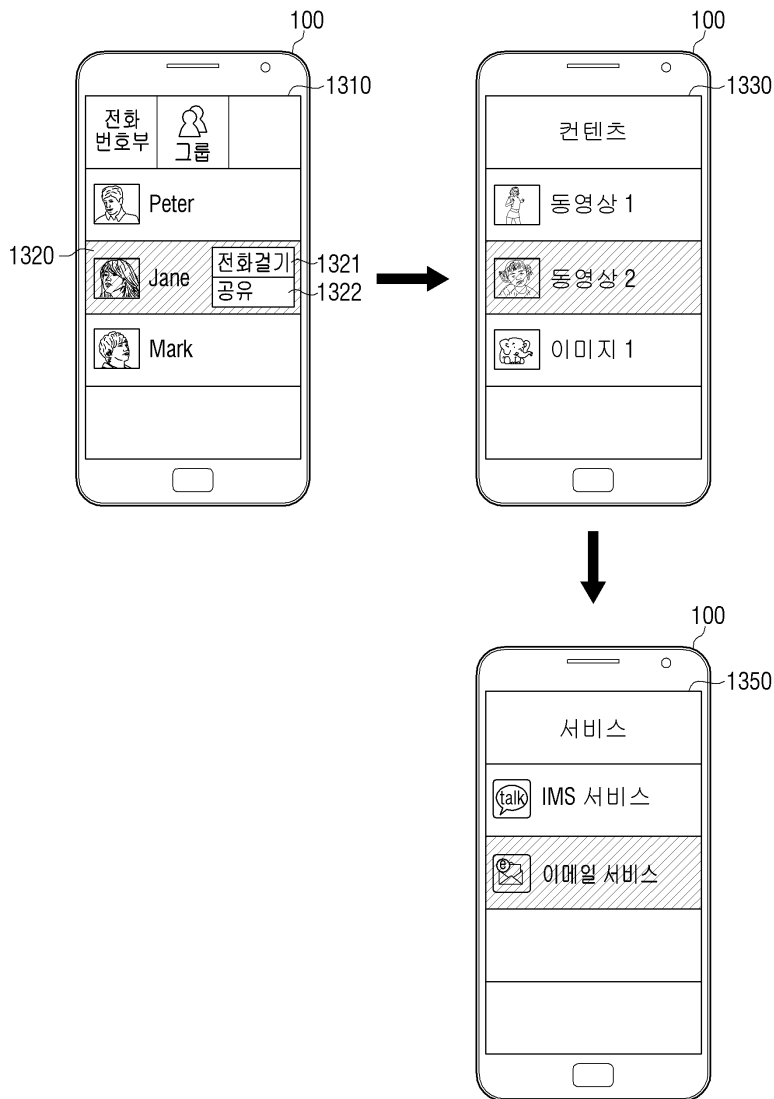 100
1310
전화
번호부
그룹
Peter
1320
Jane
전화걸기
1321
공유
1322
Mark
100
1330
컨텐츠
동영상 1
동영상 2
이미지 1
100
1350
서비스
talk
IMS 서비스
이메일 서비스